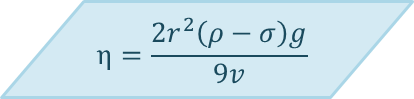 η = 2r²(ρ − σ)g / 9v